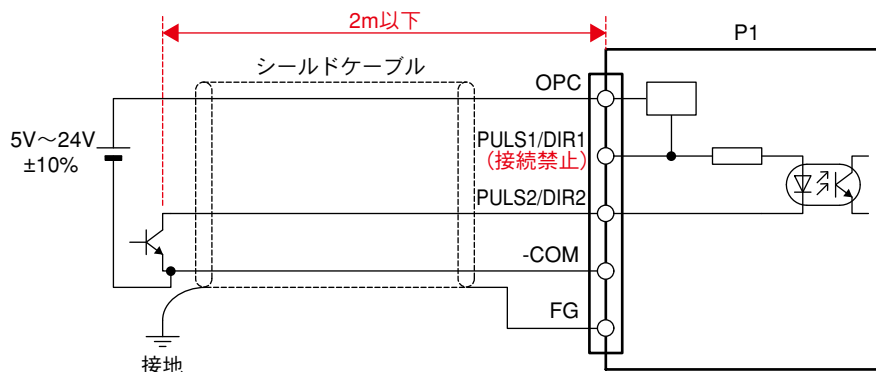 2m以下
P1
シールドケーブル
OPC
5V～24V
±10%
PULS1/DIR1
（接続禁止）
PULS2/DIR2
-COM
FG
接地